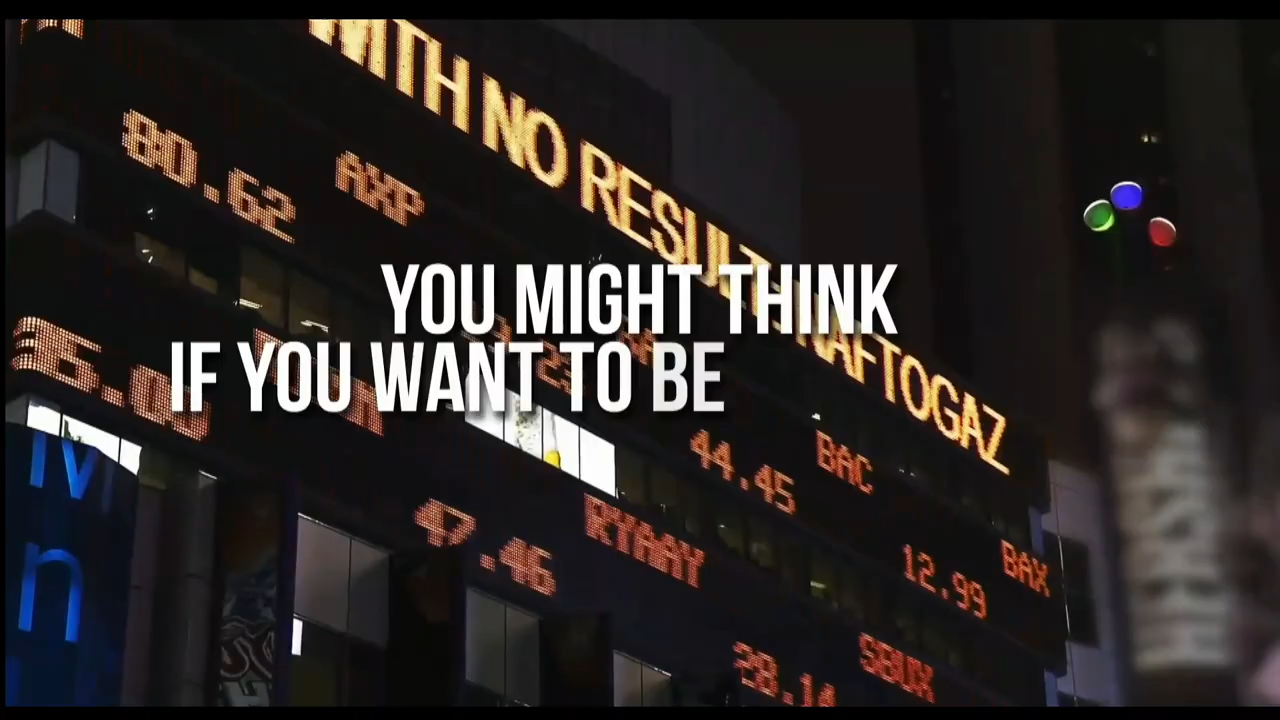 WITH NO RESULT NAFTOGAZ
80.62 AXP
YOU MIGHT THINK
IF YOU WANT TO BE
44.45 BAC
12.99 BAX
47.46 RYAAY
28.14 SBUX
n